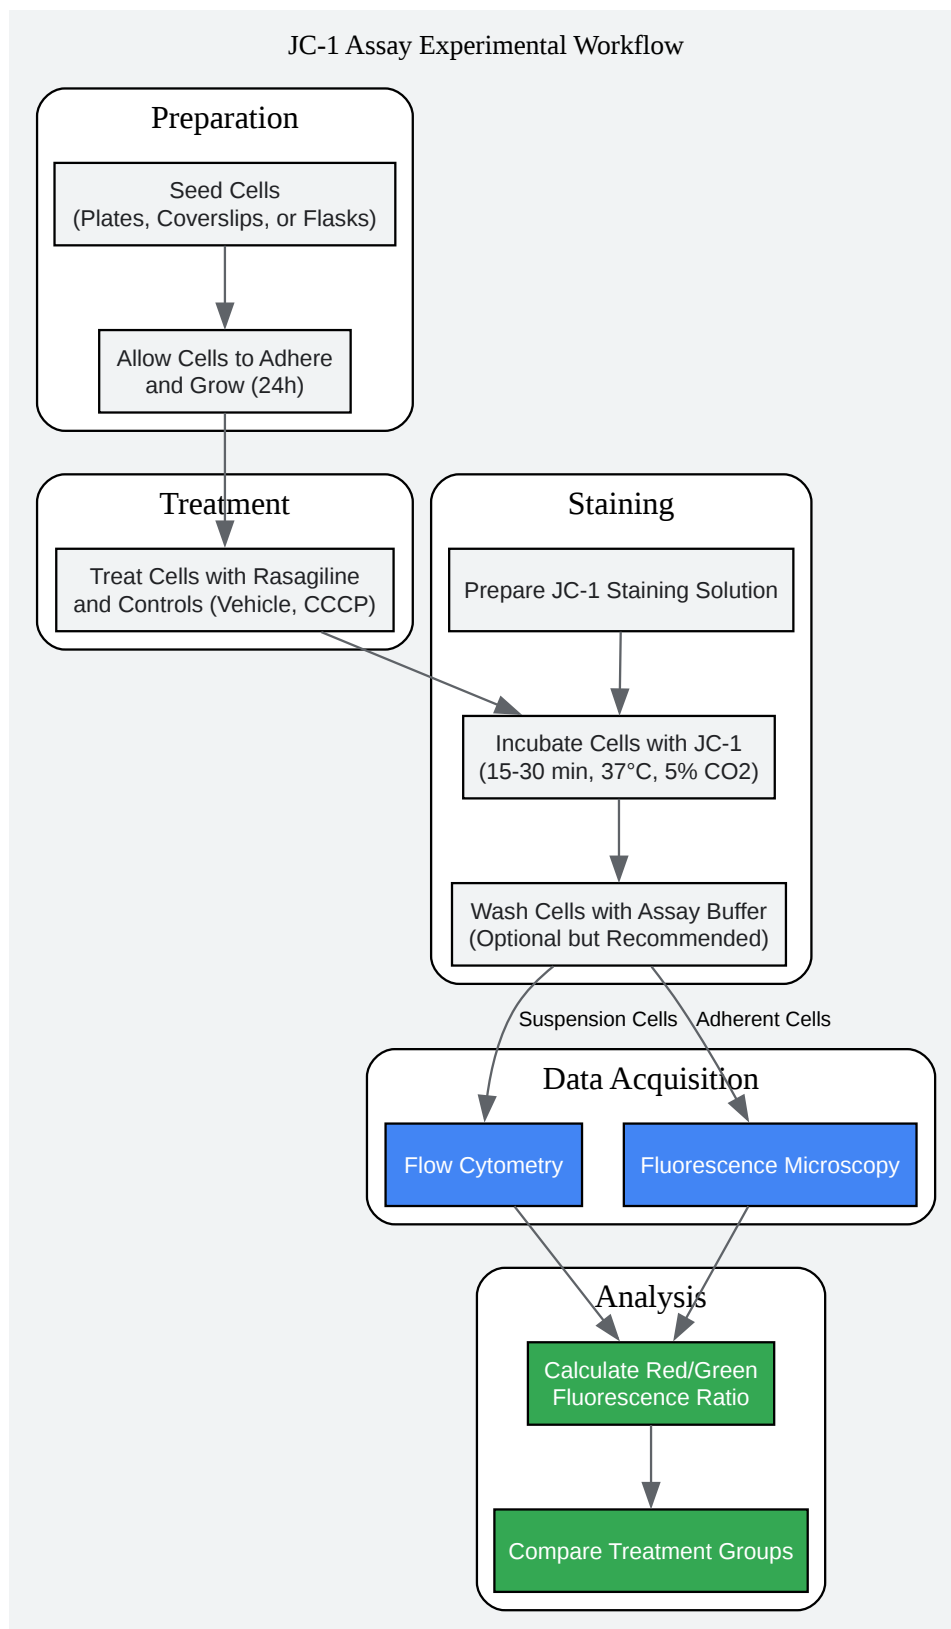 JC-1 Assay Experimental Workflow
Preparation
Seed Cells
(Plates, Coverslips, or Flasks)
Allow Cells to Adhere
and Grow (24h)
Treatment
Treat Cells with Rasagiline
and Controls (Vehicle, CCCP)
Staining
Prepare JC-1 Staining Solution
Incubate Cells with JC-1
(15-30 min, 37°C, 5% CO2)
Wash Cells with Assay Buffer
(Optional but Recommended)
Suspension Cells
Adherent Cells
Data Acquisition
Flow Cytometry
Fluorescence Microscopy
Analysis
Calculate Red/Green
Fluorescence Ratio
Compare Treatment Groups